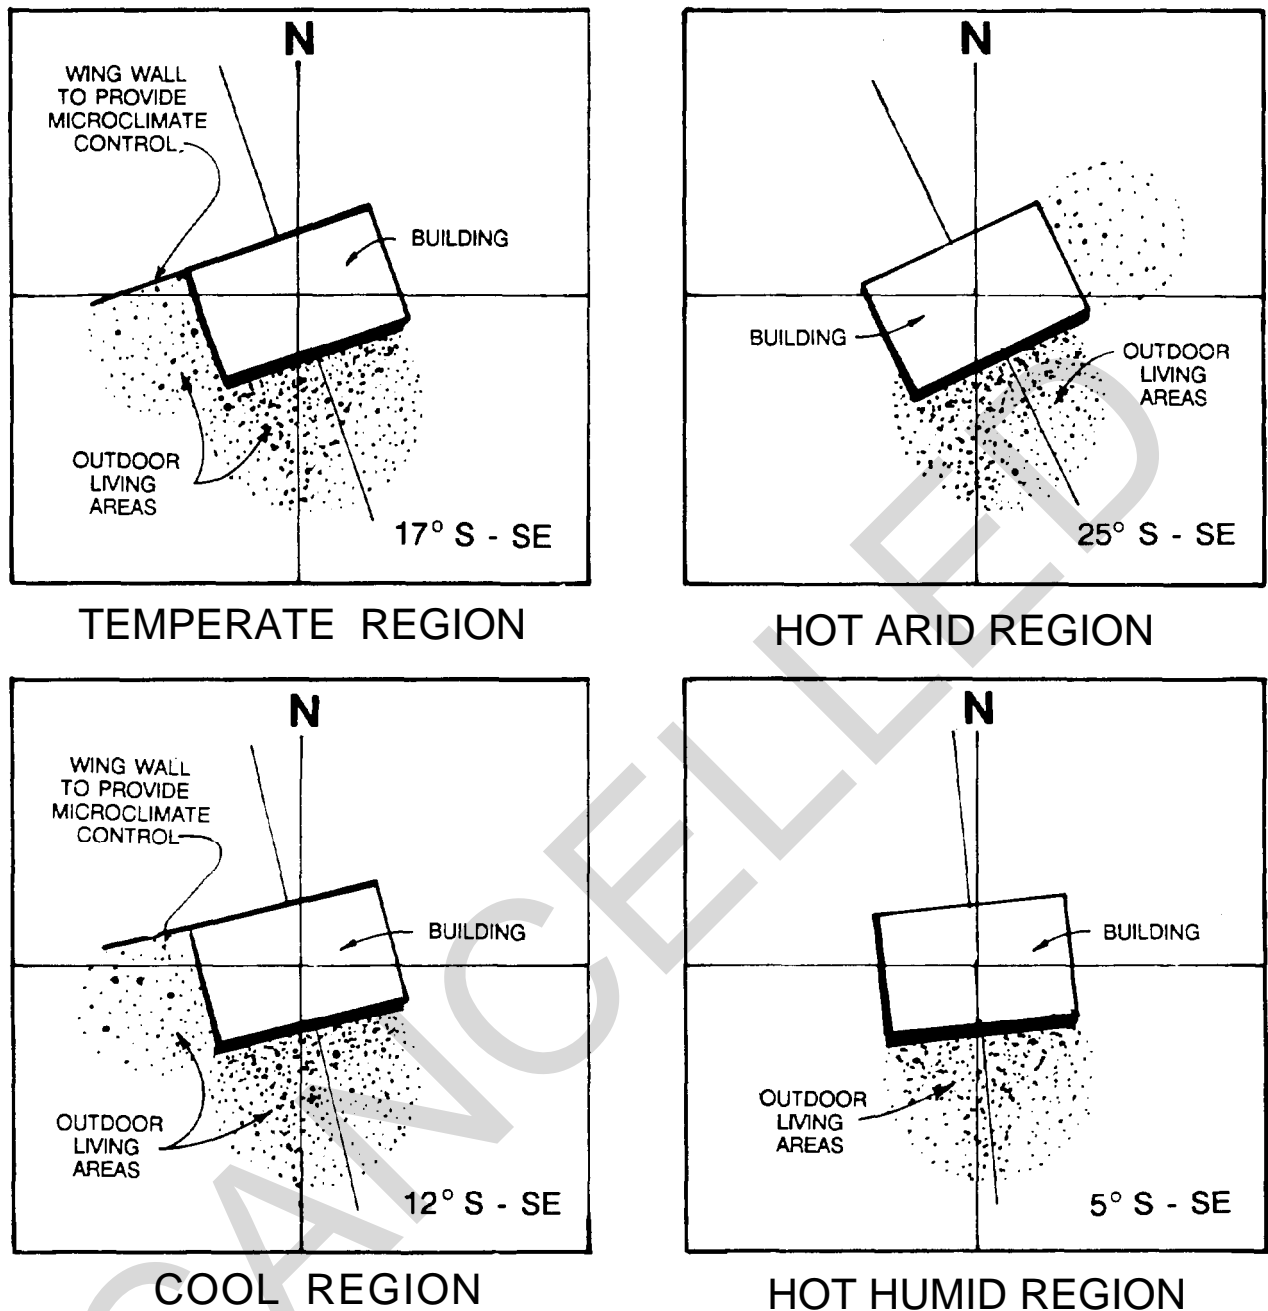 N
WING WALL
TO PROVIDE
MICROCLIMATE
CONTROL
BUILDING
OUTDOOR
LIVING
AREAS
17° S - SE
TEMPERATE REGION
N
BUILDING
OUTDOOR
LIVING
AREAS
25° S - SE
HOT ARID REGION
N
WING WALL
TO PROVIDE
MICROCLIMATE
CONTROL
BUILDING
OUTDOOR
LIVING
AREAS
12° S - SE
COOL REGION
N
BUILDING
OUTDOOR
LIVING
AREAS
5° S - SE
HOT HUMID REGION
CANCELLED